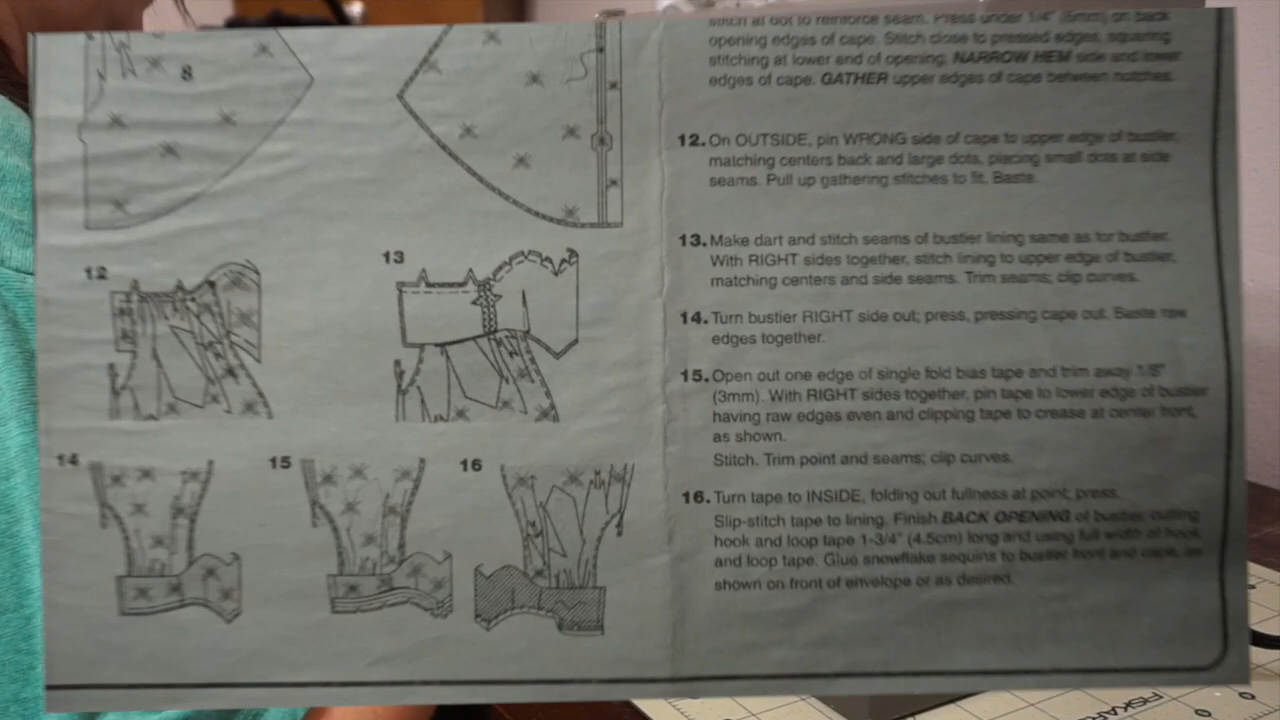 8
12
13
14
15
16
stitch at dot to reinforce seam. Press under 1/4" (6mm) on back
opening edges of cape. Stitch close to pressed edges, squaring
stitching at lower end of opening. NARROW HEM side and lower
edges of cape. GATHER upper edges of cape between notches.
12. On OUTSIDE, pin WRONG side of cape to upper edge of bustier,
matching centers back and large dots, placing small dots at side
seams. Pull up gathering stitches to fit. Baste.
13. Make dart and stitch seams of bustier lining same as for bustier.
With RIGHT sides together, stitch lining to upper edge of bustier,
matching centers and side seams. Trim seams; clip curves.
14. Turn bustier RIGHT side out; press, pressing cape out. Baste raw
edges together.
15. Open out one edge of single fold bias tape and trim away 1/8"
(3mm). With RIGHT sides together, pin tape to lower edge of bustier
having raw edges even and clipping tape to crease at center front,
as shown.
Stitch. Trim point and seams; clip curves.
16. Turn tape to INSIDE, folding out fullness at point; press.
Slip-stitch tape to lining. Finish BACK OPENING of bustier, cutting
hook and loop tape 1-3/4" (4.5cm) long and using full width of hook
and loop tape. Glue snowflake sequins to bustier front and cape, as
shown on front of envelope or as desired.
FISKARS